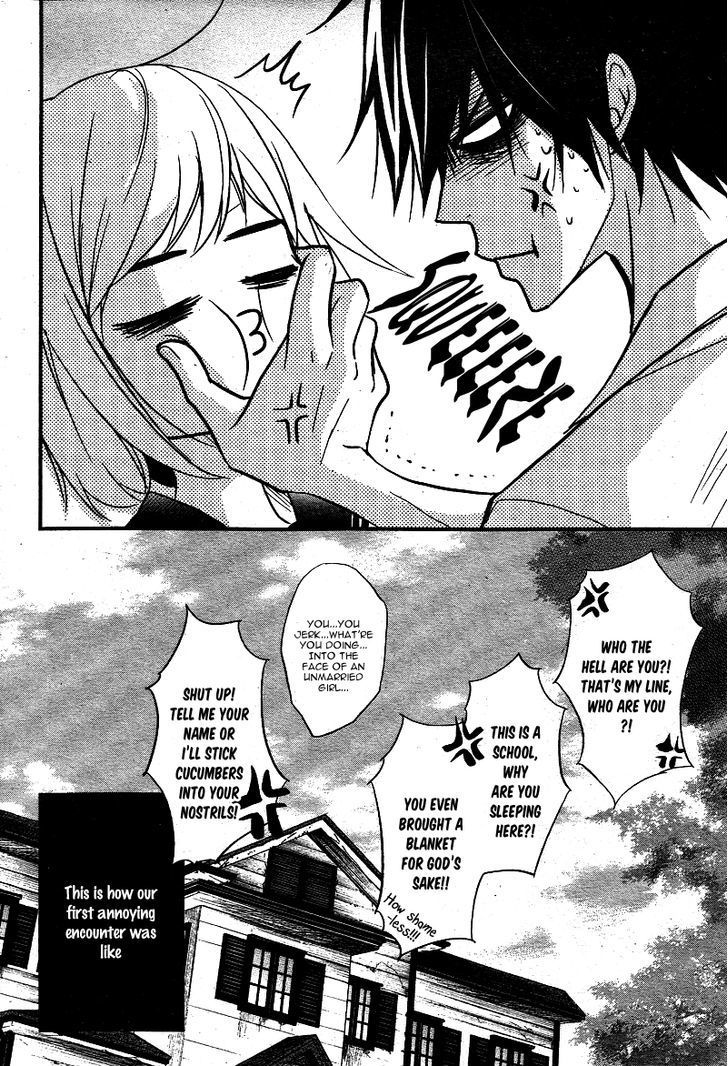 SQUEEEEZE
WHO THE
HELL ARE YOU?!
THAT'S MY LINE,
WHO ARE YOU
?!
THIS IS A
SCHOOL,
WHY
ARE YOU
SLEEPING
HERE?!
YOU EVEN
BROUGHT A
BLANKET
FOR GOD'S
SAKE!!
How shame
-less!!!
YOU...YOU
JERK...WHAT'RE
YOU DOING...
INTO THE
FACE OF AN
UNMARRIED
GIRL...
SHUT UP!
TELL ME YOUR
NAME OR
I'LL STICK
CUCUMBERS
INTO YOUR
NOSTRILS!
This is how our
first annoying
encounter was
like